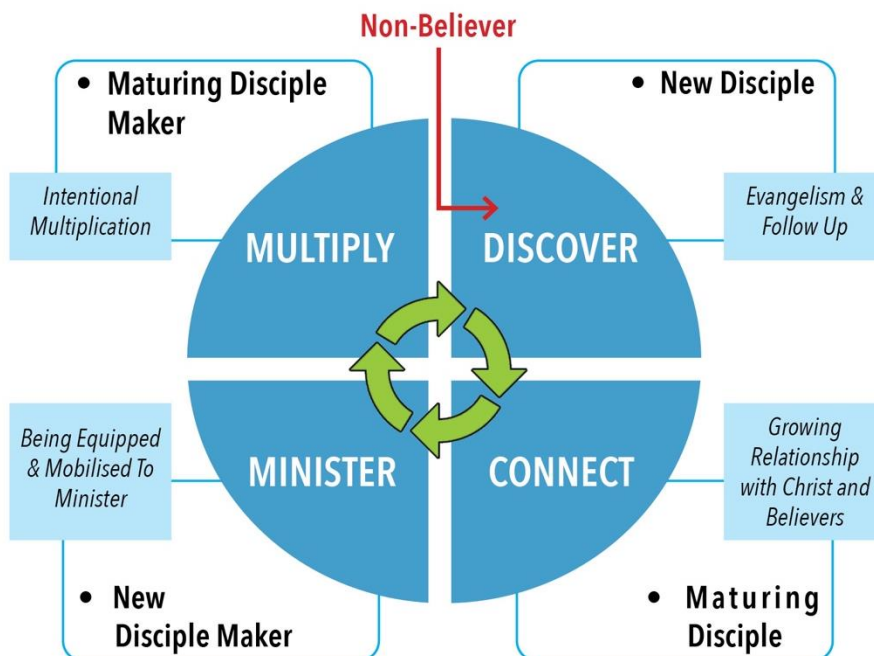 Non-Believer
• Maturing Disciple
Maker
• New Disciple
Intentional
Multiplication
Evangelism &
Follow Up
MULTIPLY
DISCOVER
Being Equipped
& Mobilised To
Minister
Growing
Relationship
with Christ and
Believers
MINISTER
CONNECT
• New
Disciple Maker
• Maturing
Disciple